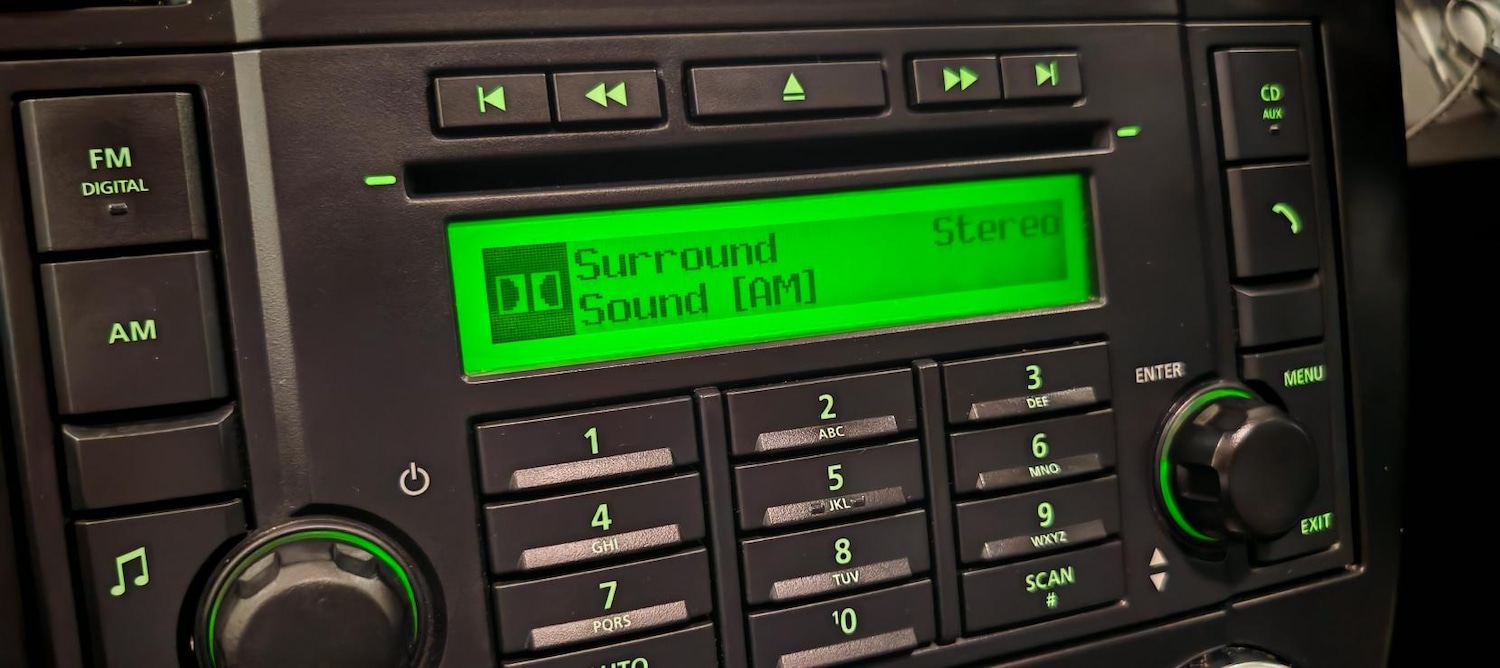 FM
DIGITAL
AM
CD
AUX
Surround Stereo
Sound [AM]
1
2
ABC
3
DEF
4
GHI
5
JKL
6
MNO
7
PQRS
8
TUV
9
WXYZ
10
SCAN
#
ENTER
MENU
EXIT